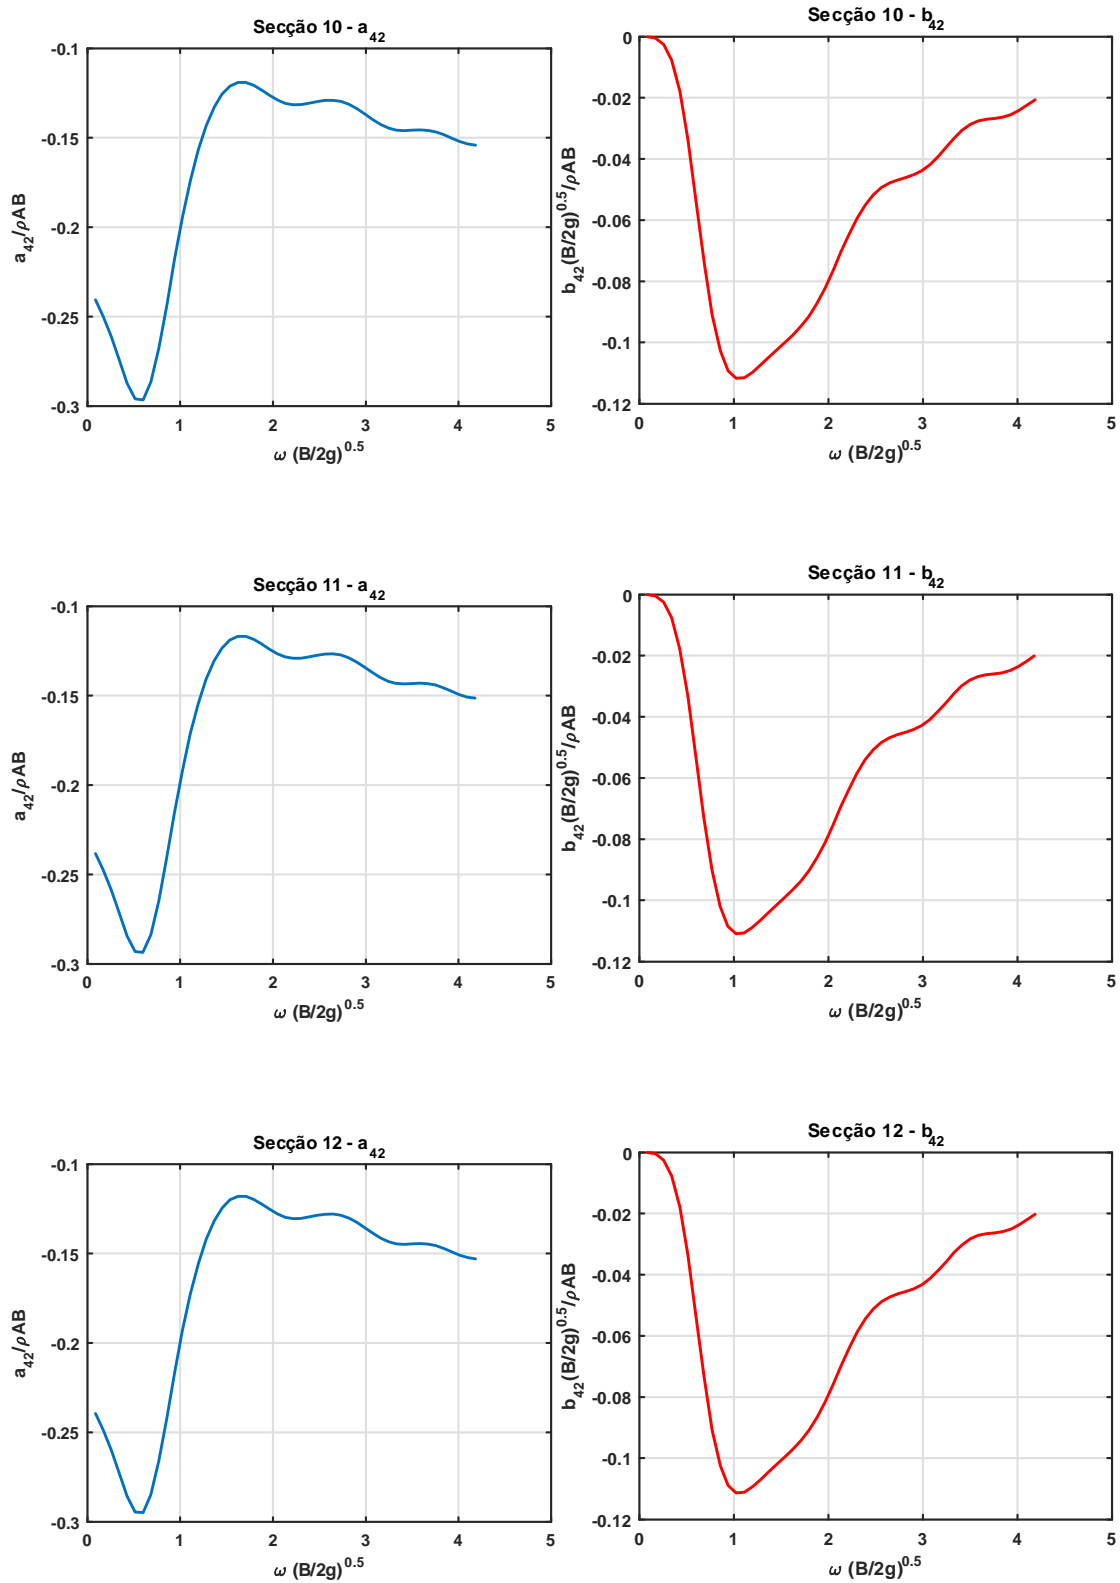 Secção 10 - a42
-0.1
-0.15
-0.2
-0.25
-0.3
a42/ρAB
0 1 2 3 4 5
ω (B/2g)^0.5
Secção 10 - b42
0
-0.02
-0.04
-0.06
-0.08
-0.1
-0.12
b42(B/2g)^0.5/ρAB
0 1 2 3 4 5
ω (B/2g)^0.5
Secção 11 - a42
-0.1
-0.15
-0.2
-0.25
-0.3
a42/ρAB
0 1 2 3 4 5
ω (B/2g)^0.5
Secção 11 - b42
0
-0.02
-0.04
-0.06
-0.08
-0.1
-0.12
b42(B/2g)^0.5/ρAB
0 1 2 3 4 5
ω (B/2g)^0.5
Secção 12 - a42
-0.1
-0.15
-0.2
-0.25
-0.3
a42/ρAB
0 1 2 3 4 5
ω (B/2g)^0.5
Secção 12 - b42
0
-0.02
-0.04
-0.06
-0.08
-0.1
-0.12
b42(B/2g)^0.5/ρAB
0 1 2 3 4 5
ω (B/2g)^0.5